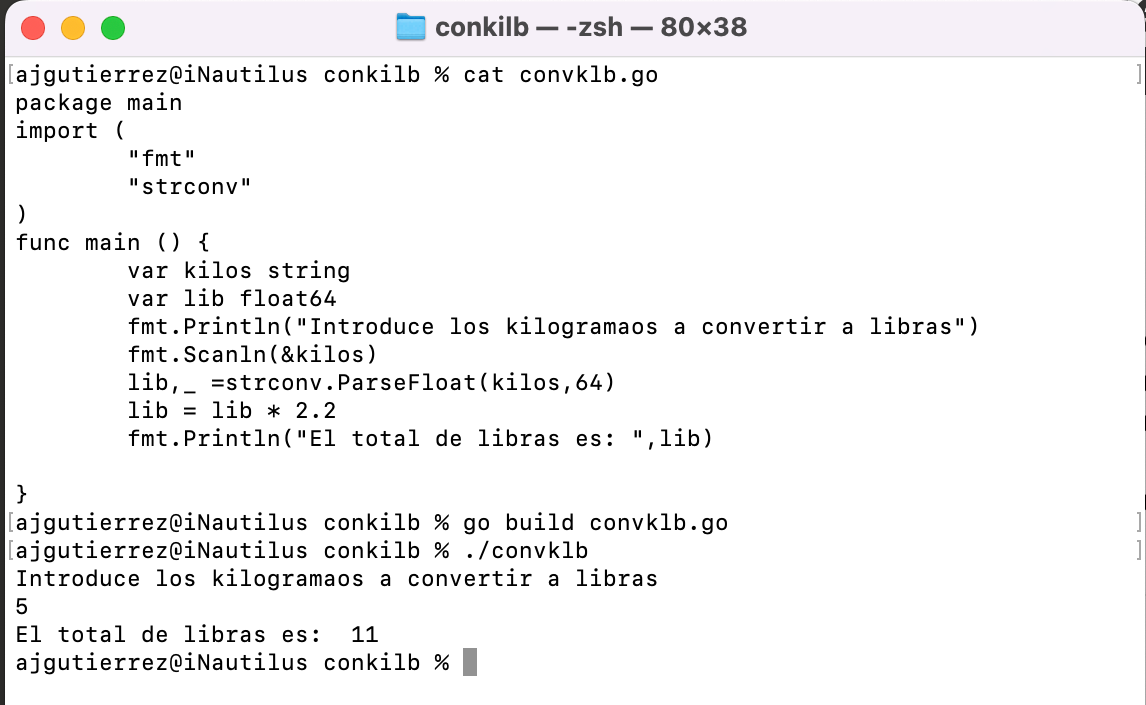 conkilb — -zsh — 80×38
[ajgutierrez@iNautilus conkilb % cat convklb.go ]
package main
import (
        "fmt"
        "strconv"
)
func main () {
        var kilos string
        var lib float64
        fmt.Println("Introduce los kilogramaos a convertir a libras")
        fmt.Scanln(&kilos)
        lib,_ =strconv.ParseFloat(kilos,64)
        lib = lib * 2.2
        fmt.Println("El total de libras es: ",lib)

}
[ajgutierrez@iNautilus conkilb % go build convklb.go ]
[ajgutierrez@iNautilus conkilb % ./convklb ]
Introduce los kilogramaos a convertir a libras
5
El total de libras es:  11
ajgutierrez@iNautilus conkilb %